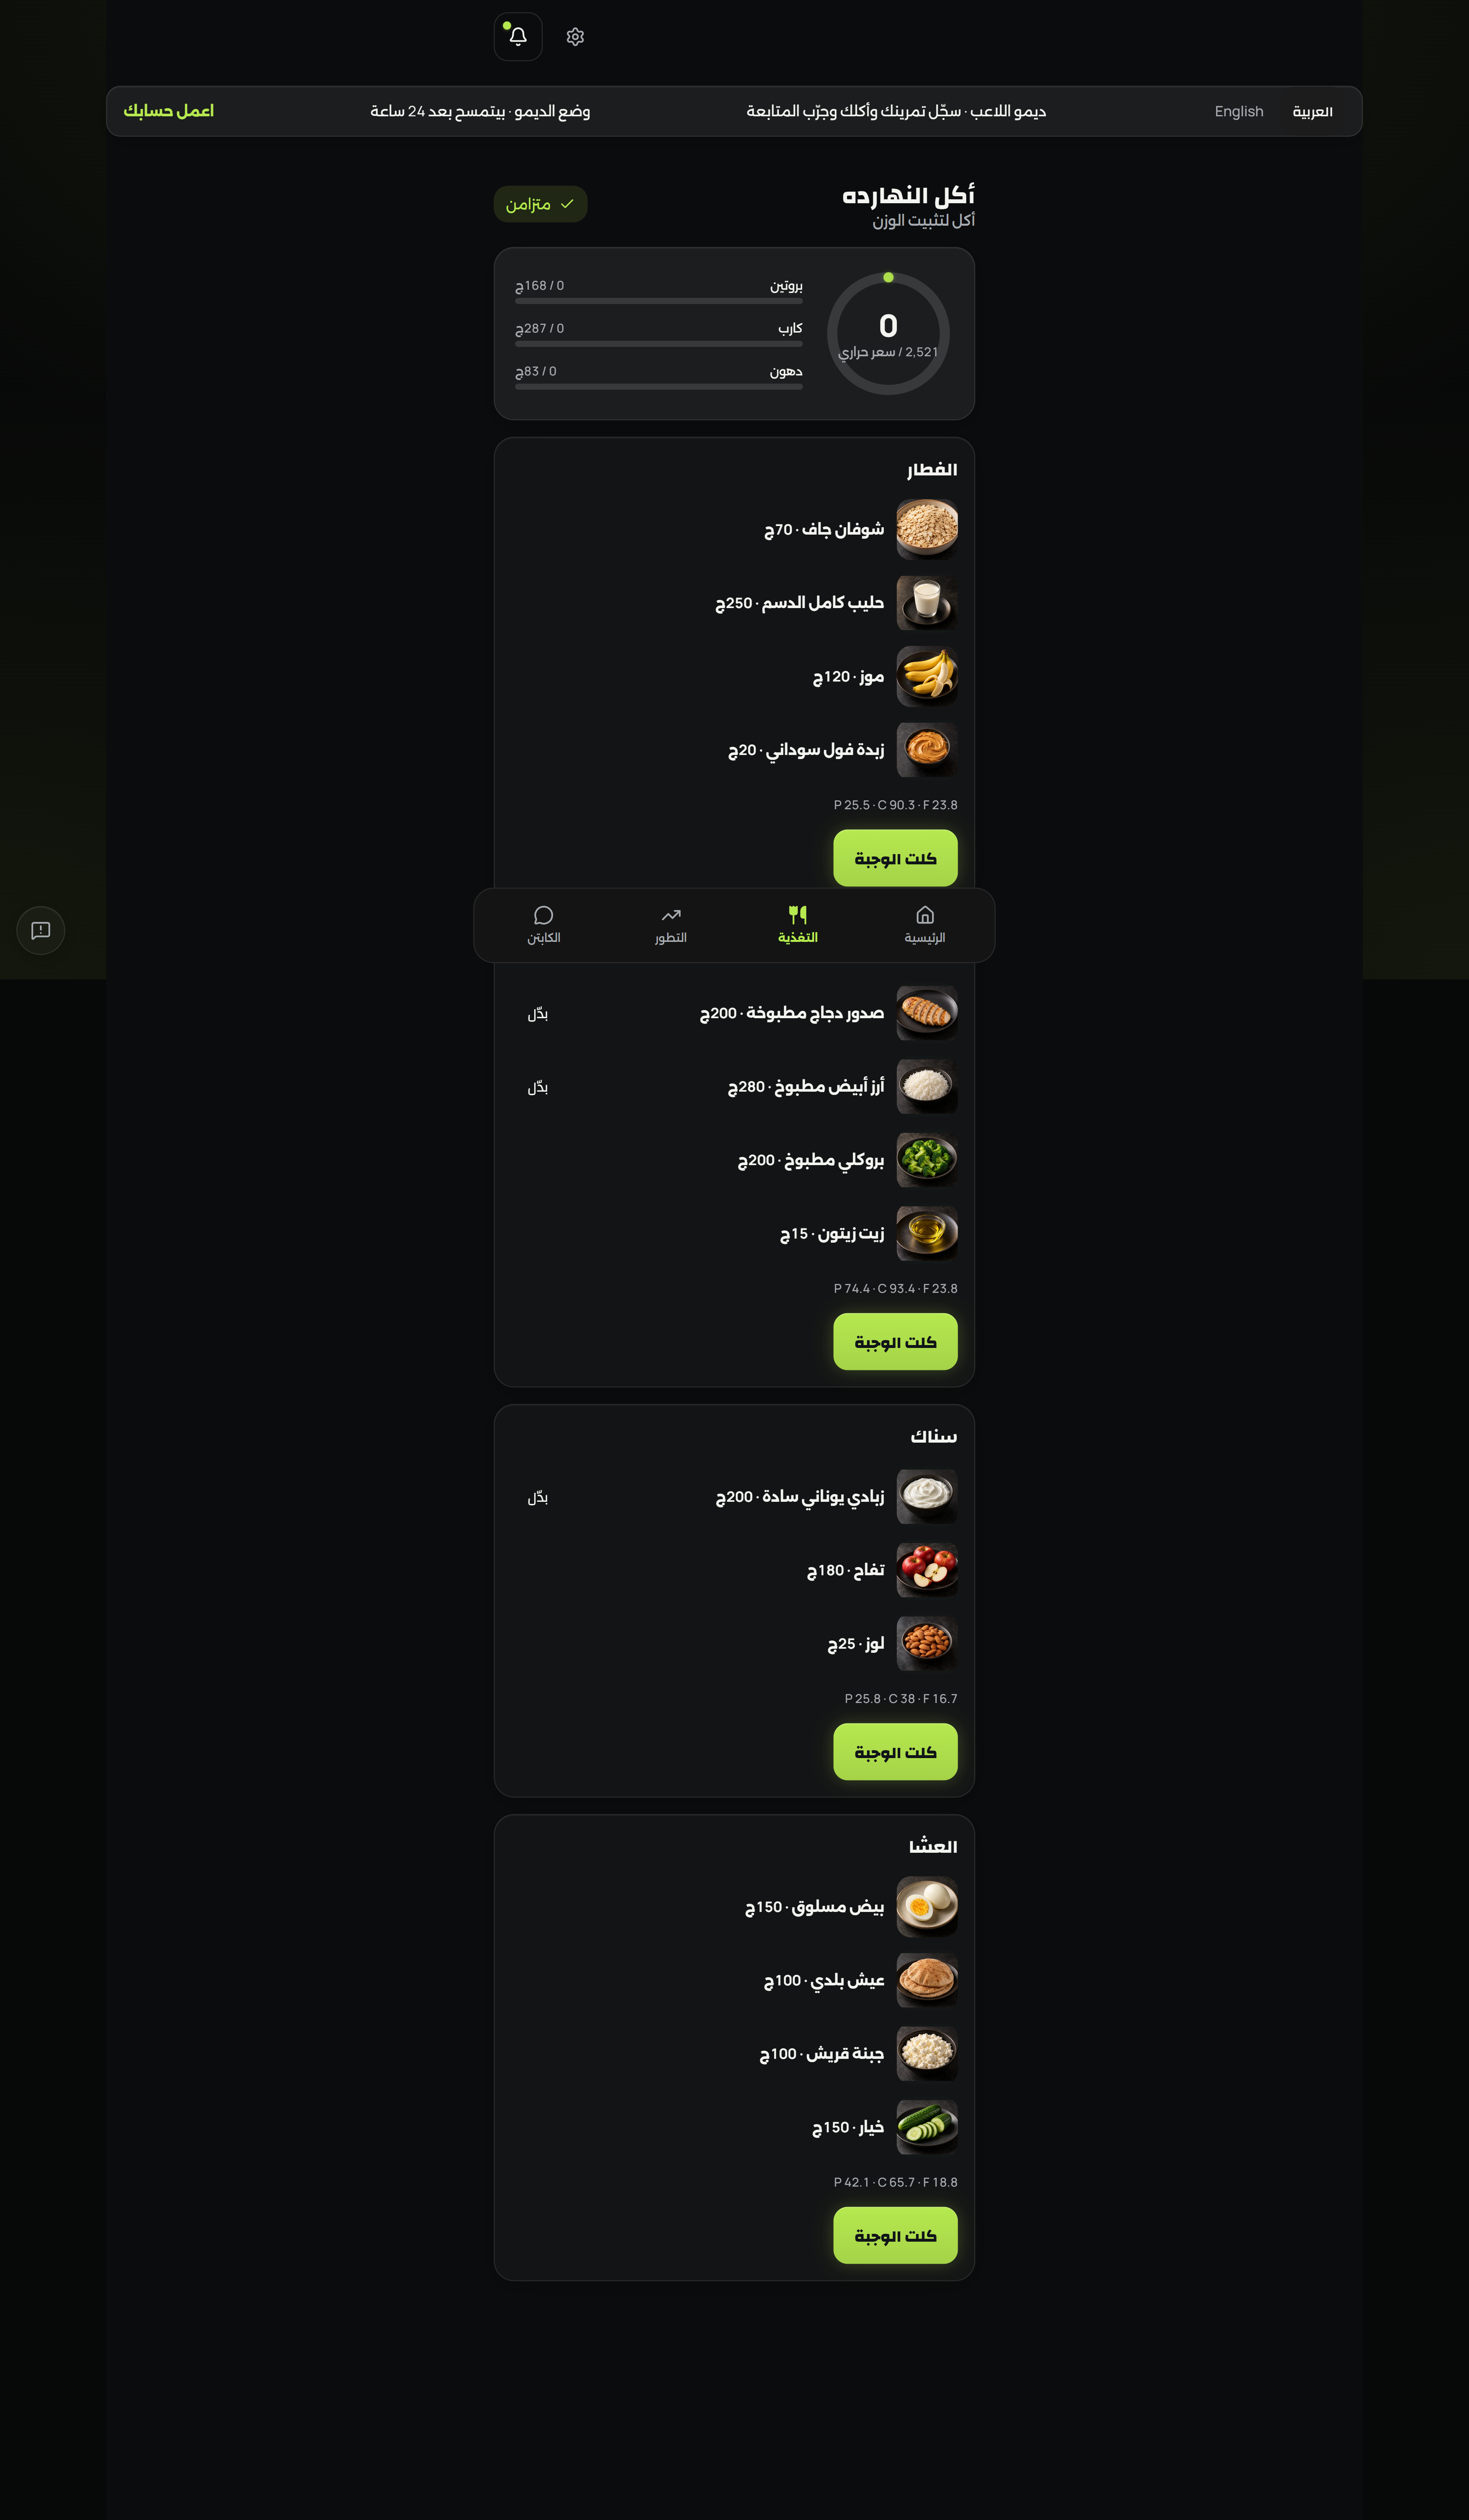 العربية
English
ديمو اللاعب · سجّل تمرينك وأكلك وجرّب المتابعة
وضع الديمو · بيتمسح بعد 24 ساعة
اعمل حسابك
أكل النهارده
متزامن
أكل لتثبيت الوزن
0
2,521 / سعر حراري
بروتين
0 / 168ج
كارب
0 / 287ج
دهون
0 / 83ج
الفطار
شوفان جاف · 70ج
حليب كامل الدسم · 250ج
موز · 120ج
زبدة فول سوداني · 20ج
P 25.5 · C 90.3 · F 23.8
كلت الوجبة
الرئيسية
التغذية
التطور
الكابتن
صدور دجاج مطبوخة · 200ج
بدّل
أرز أبيض مطبوخ · 280ج
بدّل
بروكلي مطبوخ · 200ج
زيت زيتون · 15ج
P 74.4 · C 93.4 · F 23.8
كلت الوجبة
سناك
زبادي يوناني سادة · 200ج
بدّل
تفاح · 180ج
لوز · 25ج
P 25.8 · C 38 · F 16.7
كلت الوجبة
العشا
بيض مسلوق · 150ج
عيش بلدي · 100ج
جبنة قريش · 100ج
خيار · 150ج
P 42.1 · C 65.7 · F 18.8
كلت الوجبة